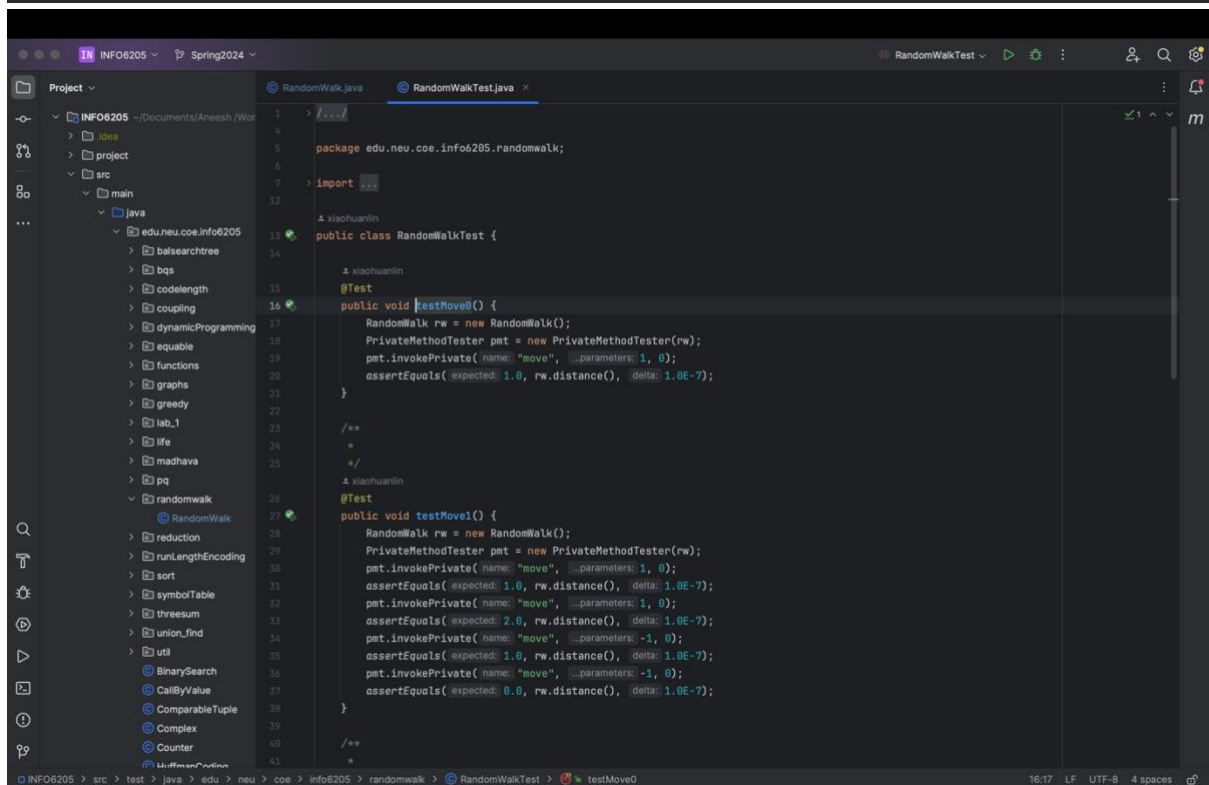 IN INFO6205 Spring2024 RandomWalkTest
Project
RandomWalk.java RandomWalkTest.java
INFO6205 ~/Documents/Aneesh /Wor
.idea
project
src
main
java
edu.neu.coe.info6205
balsearchtree
bqs
codelength
coupling
dynamicProgramming
equable
functions
graphs
greedy
lab_1
life
madhava
pq
randomwalk
RandomWalk
reduction
runLengthEncoding
sort
symbolTable
threesum
union_find
util
BinarySearch
CallByValue
ComparableTuple
Complex
Counter
HuffmanCoding
1 /.../
4
5 package edu.neu.coe.info6205.randomwalk;
6
7 import ...
12
xiaohuanlin
13 public class RandomWalkTest {
14
xiaohuanlin
15 @Test
16 public void testMove0() {
17 RandomWalk rw = new RandomWalk();
18 PrivateMethodTester pmt = new PrivateMethodTester(rw);
19 pmt.invokePrivate( name: "move", ...parameters: 1, 0);
20 assertEquals( expected: 1.0, rw.distance(), delta: 1.0E-7);
21 }
22
23 /**
24 *
25 */
xiaohuanlin
26 @Test
27 public void testMove1() {
28 RandomWalk rw = new RandomWalk();
29 PrivateMethodTester pmt = new PrivateMethodTester(rw);
30 pmt.invokePrivate( name: "move", ...parameters: 1, 0);
31 assertEquals( expected: 1.0, rw.distance(), delta: 1.0E-7);
32 pmt.invokePrivate( name: "move", ...parameters: 1, 0);
33 assertEquals( expected: 2.0, rw.distance(), delta: 1.0E-7);
34 pmt.invokePrivate( name: "move", ...parameters: -1, 0);
35 assertEquals( expected: 1.0, rw.distance(), delta: 1.0E-7);
36 pmt.invokePrivate( name: "move", ...parameters: -1, 0);
37 assertEquals( expected: 0.0, rw.distance(), delta: 1.0E-7);
38 }
39
40 /**
41 *
1
m
INFO6205 > src > test > java > edu > neu > coe > info6205 > randomwalk > RandomWalkTest > testMove0 16:17 LF UTF-8 4 spaces